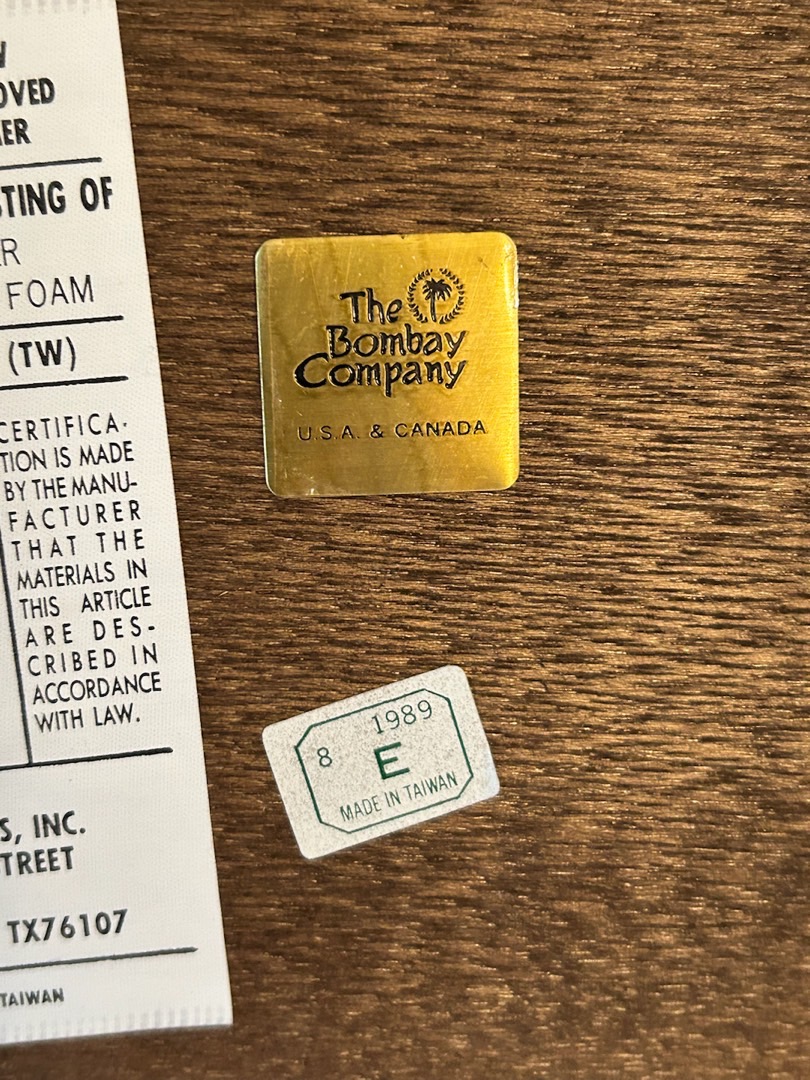 OVED
STING OF
FOAM
(TW)
CERTIFICA-
TION IS MADE
BY THE MANU-
FACTURER
THAT THE
MATERIALS IN
THIS ARTICLE
ARE DES-
CRIBED IN
ACCORDANCE
WITH LAW.
S, INC.
TREET
TX76107
TAIWAN
The
Bombay
Company
U.S.A. & CANADA
8 1989
E
MADE IN TAIWAN